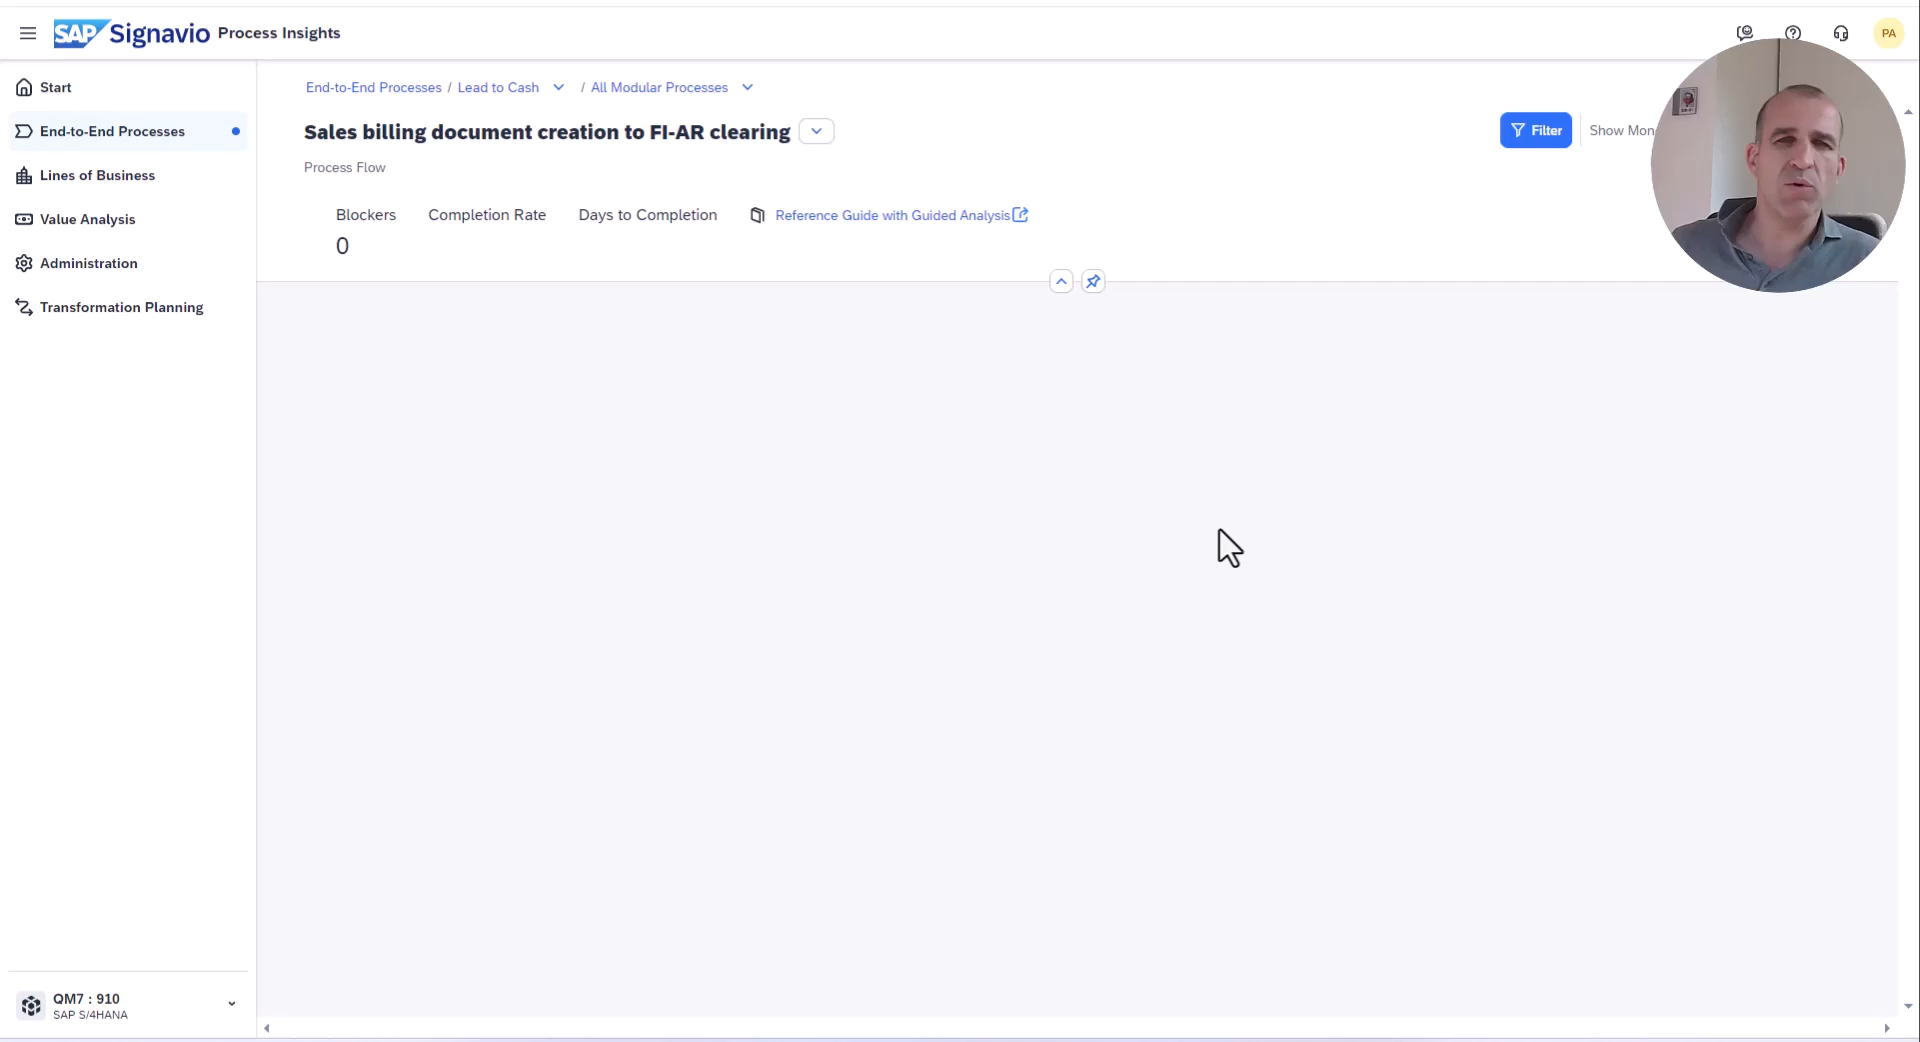 SAP Signavio Process Insights
PA
Start
End-to-End Processes
Lines of Business
Value Analysis
Administration
Transformation Planning
End-to-End Processes / Lead to Cash / All Modular Processes
Sales billing document creation to FI-AR clearing
Filter
Show Mon
Process Flow
Blockers
Completion Rate
Days to Completion
Reference Guide with Guided Analysis
0
QM7 : 910
SAP S/4HANA